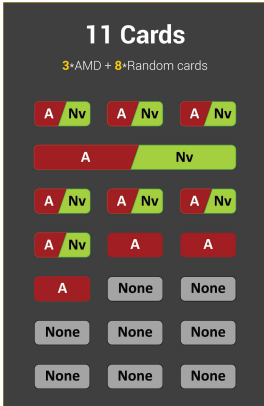 11 Cards
3*AMD + 8*Random cards
A Nv A Nv A Nv
A Nv
A Nv A Nv A Nv
A Nv A A
A None None
None None None
None None None